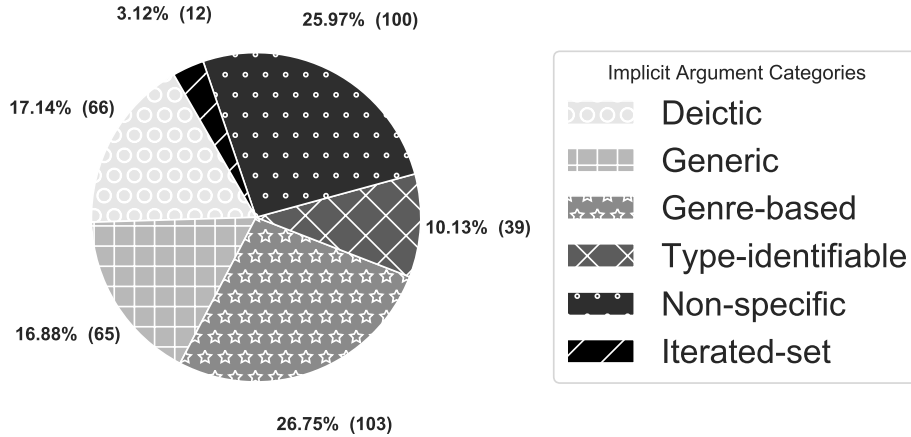 3.12% (12)
25.97% (100)
17.14% (66)
10.13% (39)
16.88% (65)
26.75% (103)
Implicit Argument Categories
Deictic
Generic
Genre-based
Type-identifiable
Non-specific
Iterated-set